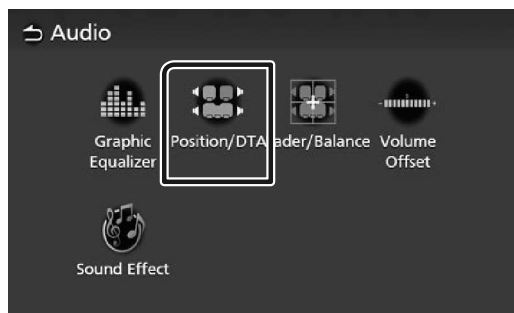 Audio
Graphic
Equalizer
Position/DTA
ader/Balance
Volume
Offset
Sound Effect